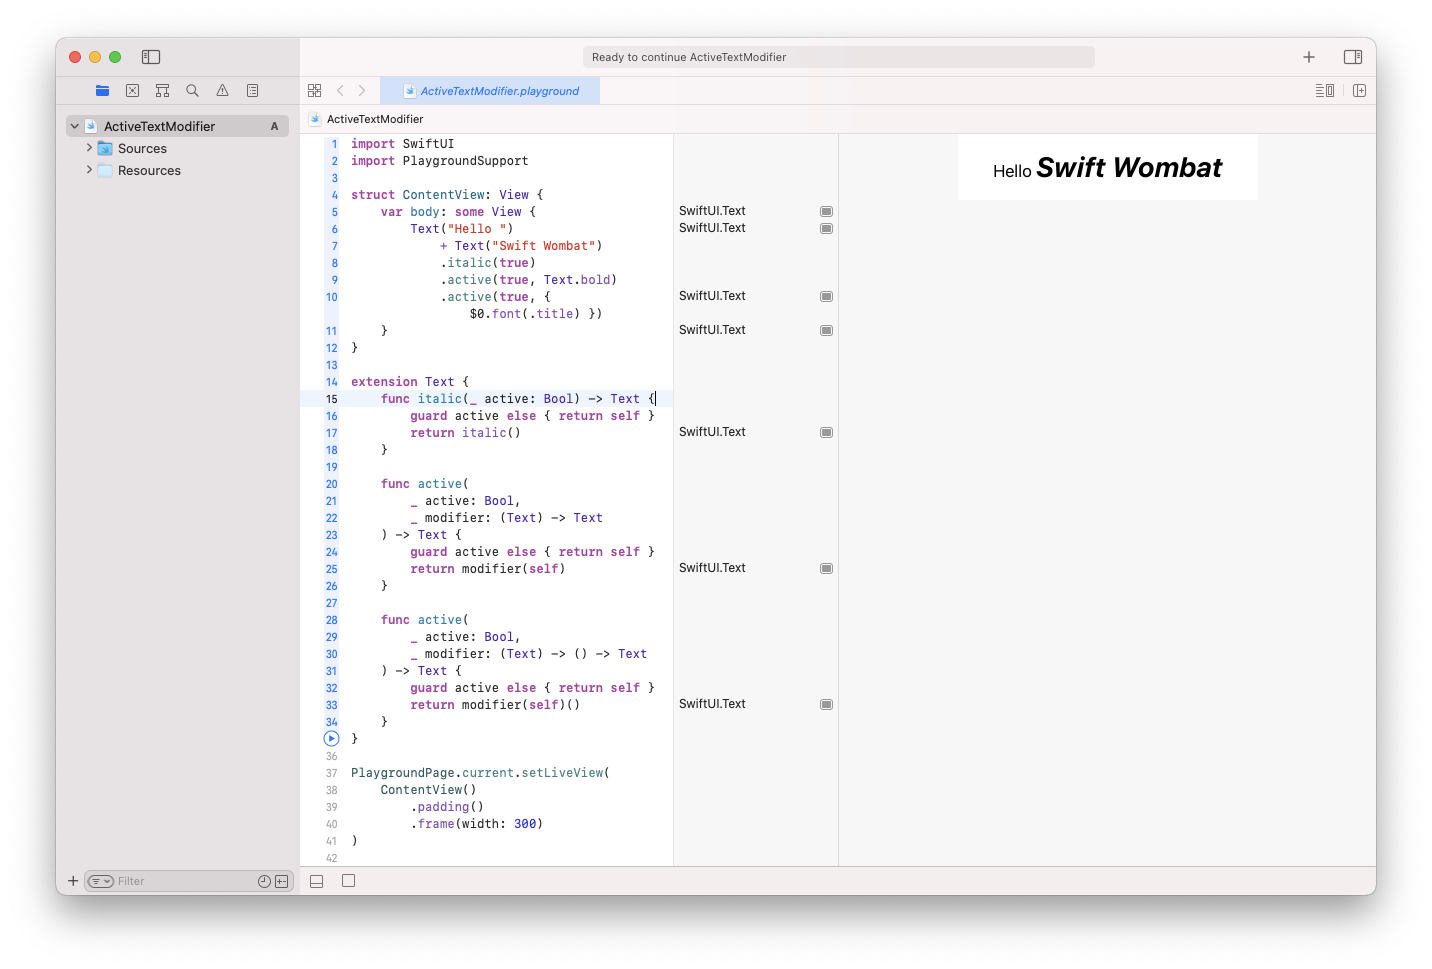 Ready to continue ActiveTextModifier
ActiveTextModifier.playground
ActiveTextModifier
ActiveTextModifier A
Sources
Resources
Filter
1 import SwiftUI
2 import PlaygroundSupport
3
4 struct ContentView: View {
5 var body: some View {
6 Text("Hello ")
7 + Text("Swift Wombat")
8 .italic(true)
9 .active(true, Text.bold)
10 .active(true, {
$0.font(.title) })
11 }
12 }
13
14 extension Text {
15 func italic(_ active: Bool) -> Text {
16 guard active else { return self }
17 return italic()
18 }
19
20 func active(
21 _ active: Bool,
22 _ modifier: (Text) -> Text
23 ) -> Text {
24 guard active else { return self }
25 return modifier(self)
26 }
27
28 func active(
29 _ active: Bool,
30 _ modifier: (Text) -> () -> Text
31 ) -> Text {
32 guard active else { return self }
33 return modifier(self)()
34 }
}
36
37 PlaygroundPage.current.setLiveView(
38 ContentView()
39 .padding()
40 .frame(width: 300)
41 )
42
SwiftUI.Text
SwiftUI.Text
SwiftUI.Text
SwiftUI.Text
SwiftUI.Text
SwiftUI.Text
SwiftUI.Text
Hello Swift Wombat